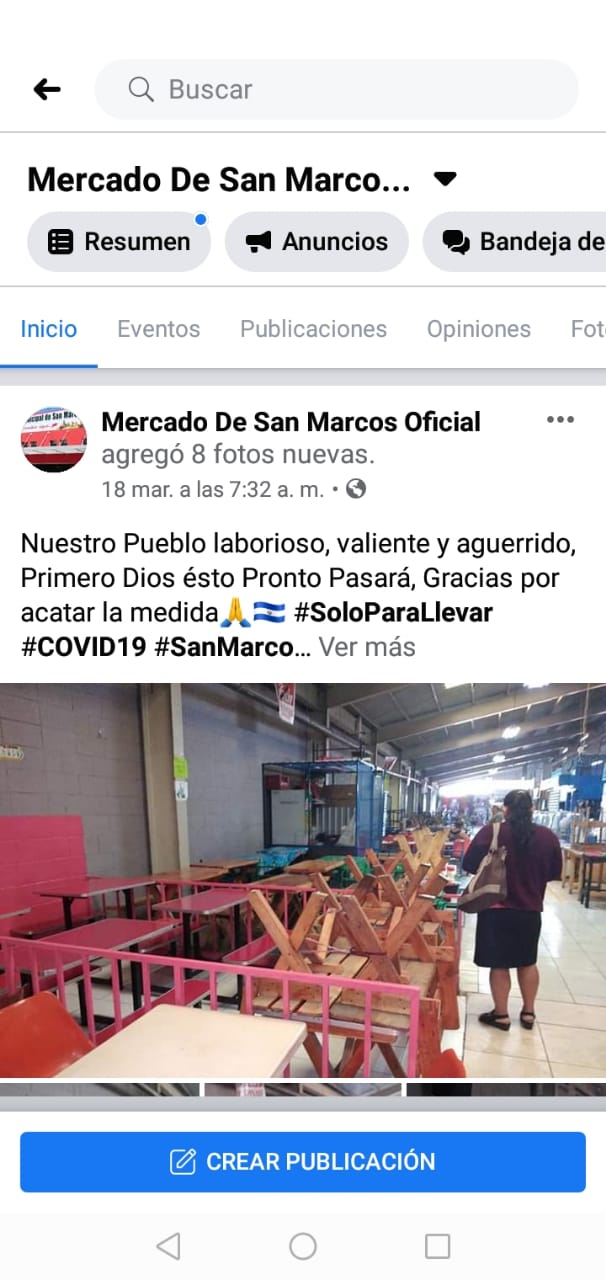 Buscar
Mercado De San Marco...
Resumen
Anuncios
Bandeja de
Inicio
Eventos
Publicaciones
Opiniones
Fot
Mercado De San Marcos Oficial
agregó 8 fotos nuevas.
18 mar. a las 7:32 a. m. •
Nuestro Pueblo laborioso, valiente y aguerrido,
Primero Dios ésto Pronto Pasará, Gracias por
acatar la medida🙏🇸🇻 #SoloParaLlevar
#COVID19 #SanMarco... Ver más
CREAR PUBLICACIÓN